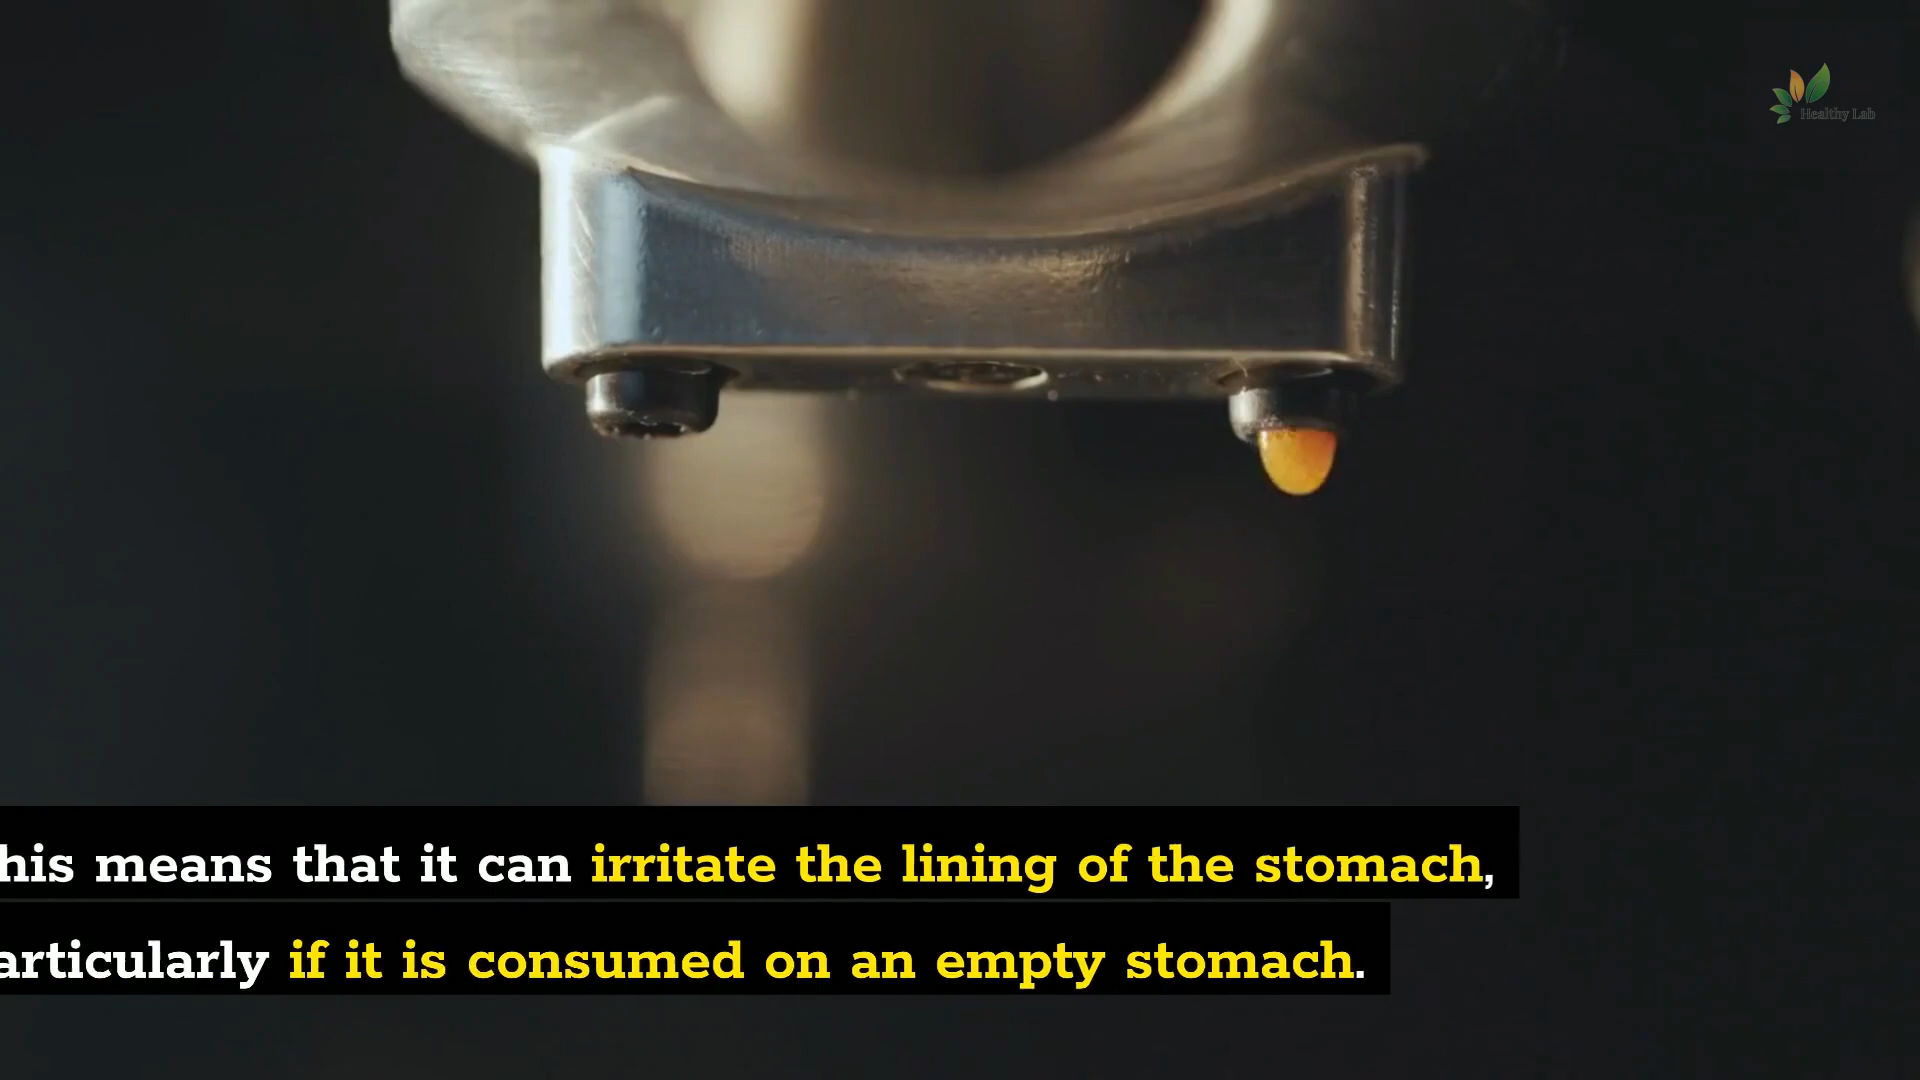 Healthy Lab
his means that it can irritate the lining of the stomach,
articularly if it is consumed on an empty stomach.